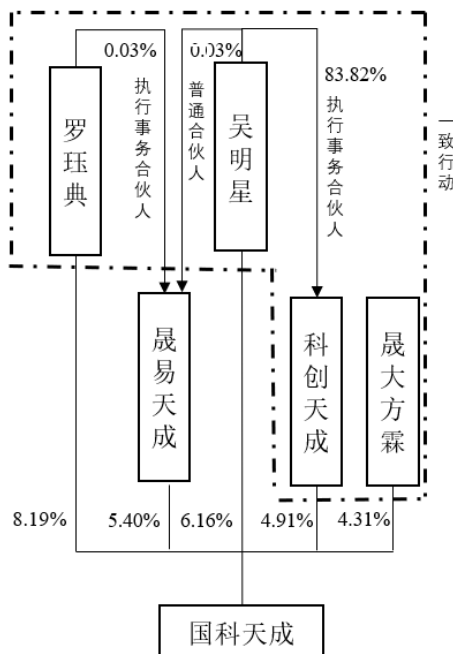 0.03%
0.03%
83.82%
罗珏典
执行事务合伙人
普通合伙人
吴明星
执行事务合伙人
一致行动
晟易天成
科创天成
晟大方霖
8.19%
5.40%
6.16%
4.91%
4.31%
国科天成